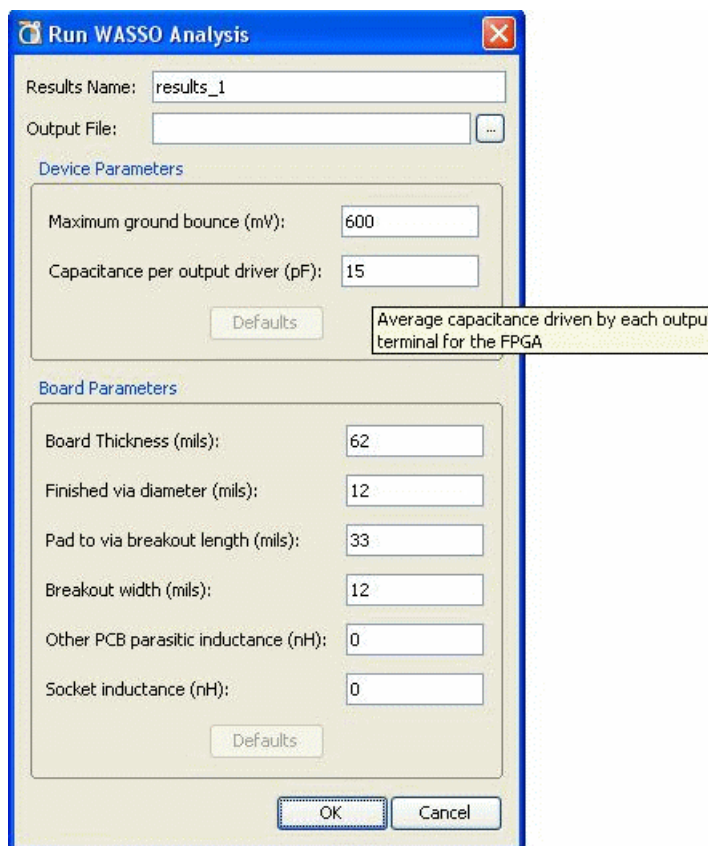 Run WASSO Analysis
Results Name: results_1
Output File: ...
Device Parameters
Maximum ground bounce (mV): 600
Capacitance per output driver (pF): 15
Defaults
Average capacitance driven by each outpu
terminal for the FPGA
Board Parameters
Board Thickness (mils): 62
Finished via diameter (mils): 12
Pad to via breakout length (mils): 33
Breakout width (mils): 12
Other PCB parasitic inductance (nH): 0
Socket inductance (nH): 0
Defaults
OK Cancel